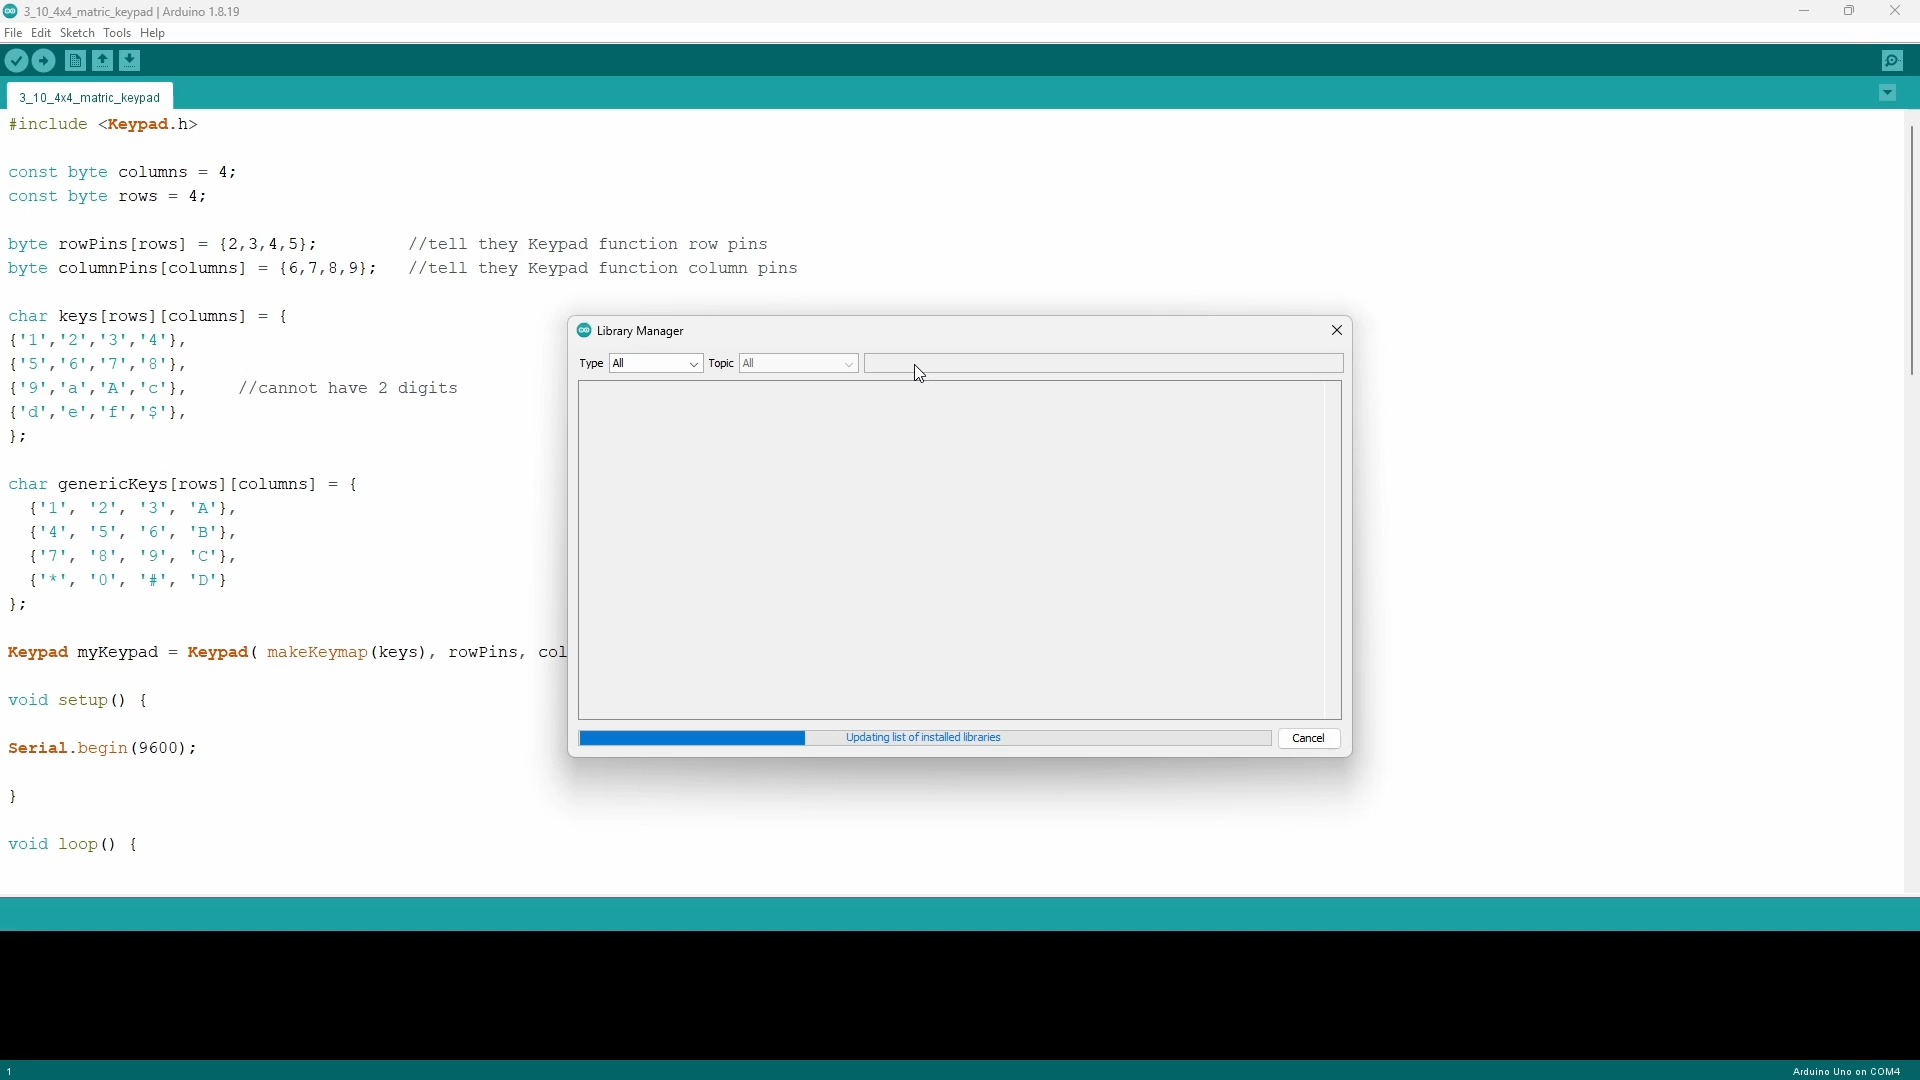 3_10_4x4_matric_keypad | Arduino 1.8.19
File Edit Sketch Tools Help
3_10_4x4_matric_keypad
#include <Keypad.h>
const byte columns = 4;
const byte rows = 4;
byte rowPins[rows] = {2,3,4,5}; //tell they Keypad function row pins
byte columnPins[columns] = {6,7,8,9}; //tell they Keypad function column pins
char keys[rows][columns] = {
{'1','2','3','4'},
{'5','6','7','8'},
{'9','a','A','c'}, //cannot have 2 digits
{'d','e','f','$'},
};
char genericKeys[rows][columns] = {
{'1', '2', '3', 'A'},
{'4', '5', '6', 'B'},
{'7', '8', '9', 'C'},
{'*', '0', '#', 'D'}
};
Keypad myKeypad = Keypad( makeKeymap(keys), rowPins, col
void setup() {
Serial.begin(9600);
}
void loop() {
Library Manager
Type All Topic All
Updating list of installed libraries
Cancel
1
Arduino Uno on COM4